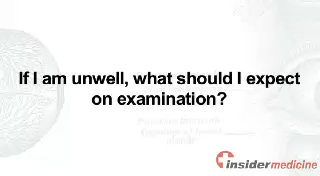 If I am unwell, what should I expect
on examination?
insidermedicine